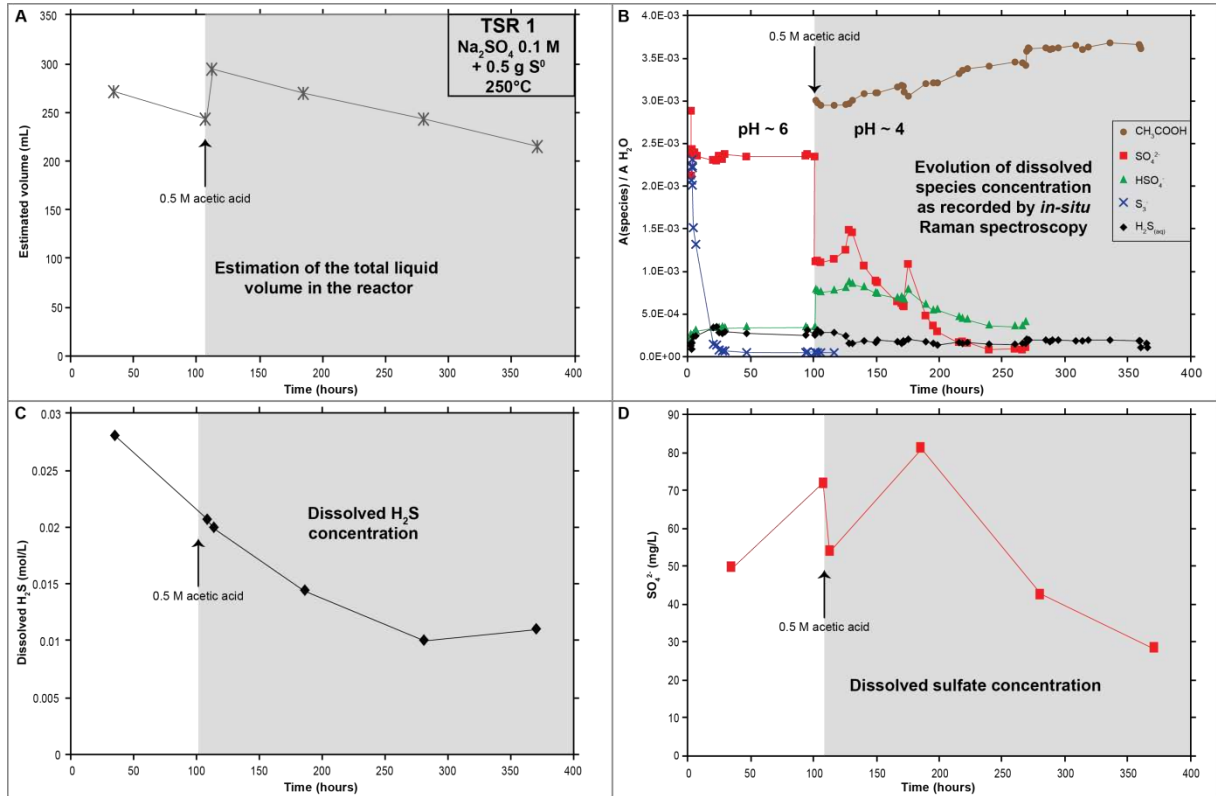 A
TSR 1
Na₂SO₄ 0.1 M
+ 0.5 g S⁰
250°C
0.5 M acetic acid
Estimation of the total liquid
volume in the reactor
Estimated volume (mL)
350
300
250
200
150
100
50
0
0 50 100 150 200 250 300 350 400
Time (hours)
B
0.5 M acetic acid
pH ~ 6
pH ~ 4
Evolution of dissolved
species concentration
as recorded by in-situ
Raman spectroscopy
CH₃COOH
SO₄²⁻
HSO₄⁻
S₃⁻
H₂S(aq)
A(species) / A H₂O
4.0E-03
3.5E-03
3.0E-03
2.5E-03
2.0E-03
1.5E-03
1.0E-03
5.0E-04
0.0E+00
0 50 100 150 200 250 300 350 400
Time (hours)
C
Dissolved H₂S
concentration
0.5 M acetic acid
Dissolved H₂S (mol/L)
0.03
0.025
0.02
0.015
0.01
0.005
0
0 50 100 150 200 250 300 350 400
Time (hours)
D
0.5 M acetic acid
Dissolved sulfate concentration
SO₄²⁻ (mg/L)
90
80
70
60
50
40
30
20
10
0
0 50 100 150 200 250 300 350 400
Time (hours)